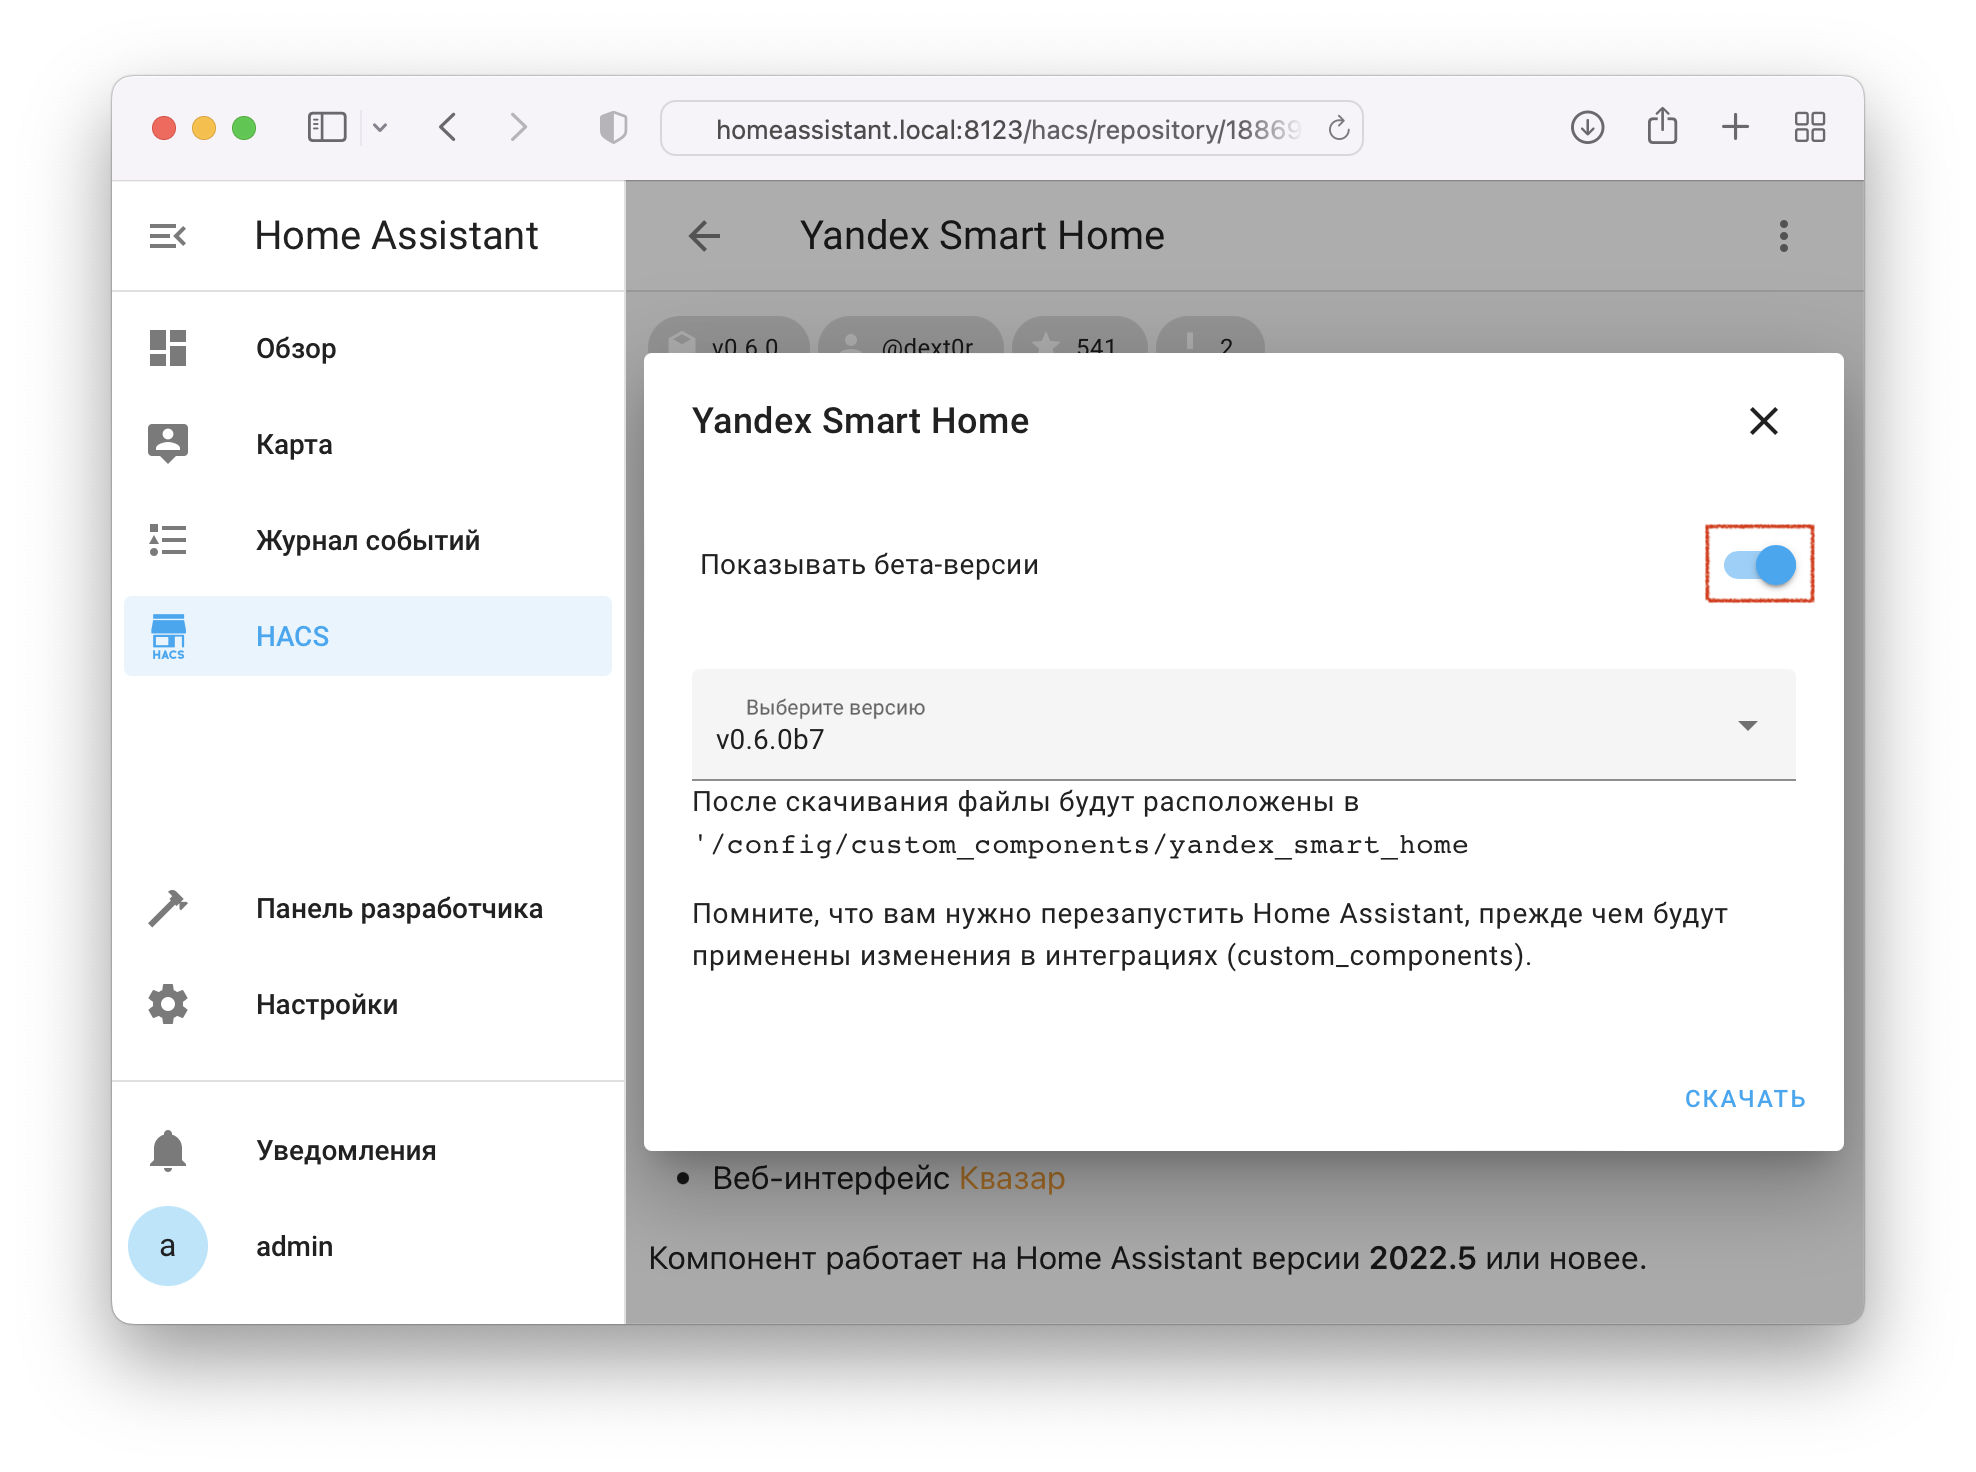 homeassistant.local:8123/hacs/repository/18869
Home Assistant
Yandex Smart Home
Обзор
Карта
Журнал событий
HACS
HACS
Панель разработчика
Настройки
Уведомления
a
admin
v0.6.0
@dext0r
541
2
Yandex Smart Home
Показывать бета-версии
Выберите версию
v0.6.0b7
После скачивания файлы будут расположены в
'/config/custom_components/yandex_smart_home
Помните, что вам нужно перезапустить Home Assistant, прежде чем будут
применены изменения в интеграциях (custom_components).
СКАЧАТЬ
Веб-интерфейс Квазар
Компонент работает на Home Assistant версии 2022.5 или новее.